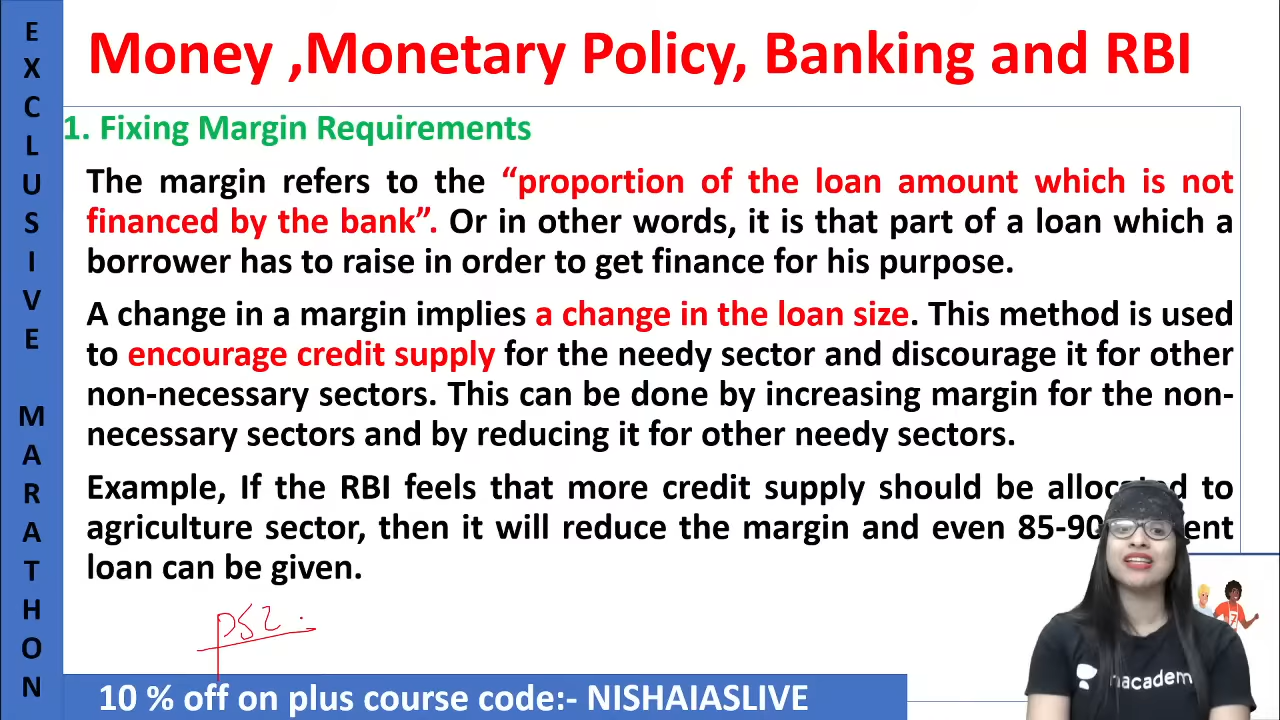 EXCLUSIVE MARATHON
Money ,Monetary Policy, Banking and RBI
1. Fixing Margin Requirements
The margin refers to the “proportion of the loan amount which is not
financed by the bank”. Or in other words, it is that part of a loan which a
borrower has to raise in order to get finance for his purpose.
A change in a margin implies a change in the loan size. This method is used
to encourage credit supply for the needy sector and discourage it for other
non-necessary sectors. This can be done by increasing margin for the non-
necessary sectors and by reducing it for other needy sectors.
Example, If the RBI feels that more credit supply should be allocated to
agriculture sector, then it will reduce the margin and even 85-90 
loan can be given.
10 % off on plus course code:- NISHAIASLIVE